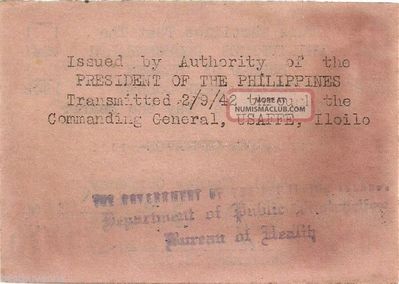 Issued by Authority of the
PRESIDENT OF THE PHILIPPINES
Transmitted 2/9/42 the
MORE AT
NUMISMACLUB.COM
Commanding General, USAFFE, Iloilo
THE GOVERNMENT OF
Department of Public
Bureau of Health